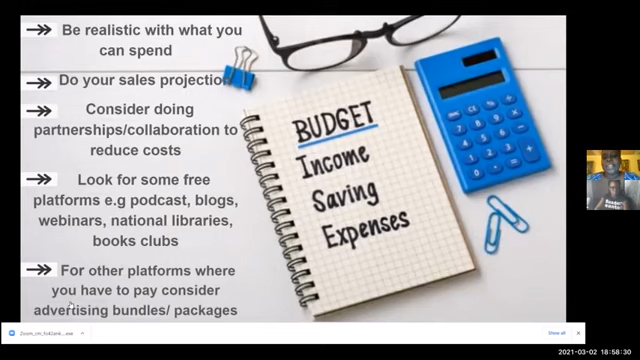 Be realistic with what you
can spend
Do your sales projection
Consider doing
partnerships/collaboration to
reduce costs
Look for some free
platforms e.g podcast, blogs,
webinars, national libraries,
books clubs
For other platforms where
you have to pay consider
advertising bundles/ packages
BUDGET
Income
Saving
Expenses
Show all
2021-03-02 18:58:30